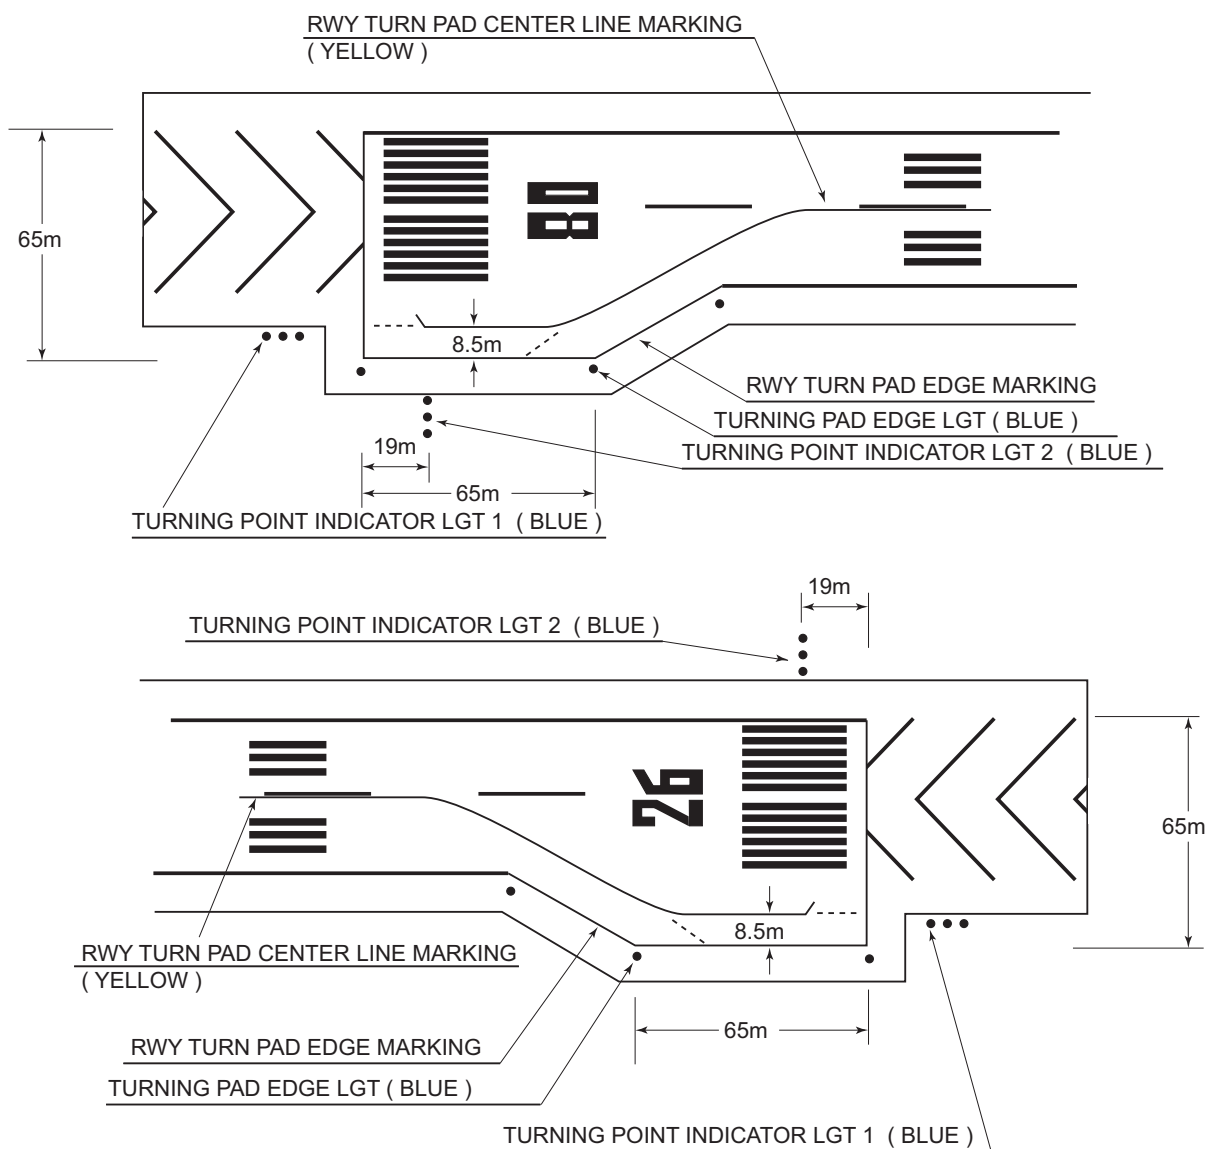 RWY TURN PAD CENTER LINE MARKING
( YELLOW )
65m
08
8.5m
RWY TURN PAD EDGE MARKING
TURNING PAD EDGE LGT ( BLUE )
TURNING POINT INDICATOR LGT 2 ( BLUE )
19m
65m
TURNING POINT INDICATOR LGT 1 ( BLUE )
19m
TURNING POINT INDICATOR LGT 2 ( BLUE )
26
65m
8.5m
RWY TURN PAD CENTER LINE MARKING
( YELLOW )
65m
RWY TURN PAD EDGE MARKING
TURNING PAD EDGE LGT ( BLUE )
TURNING POINT INDICATOR LGT 1 ( BLUE )